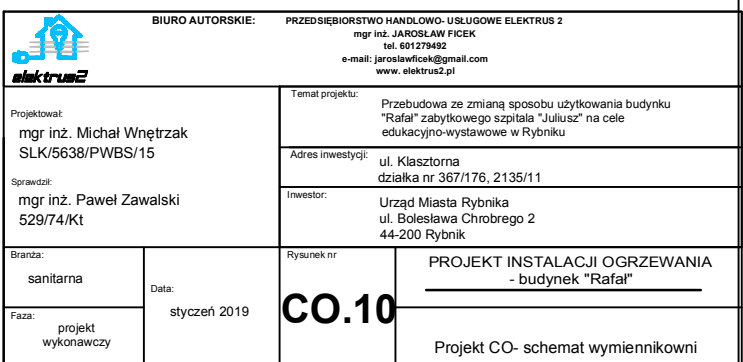 elektrus2
BIURO AUTORSKIE:
PRZEDSIĘBIORSTWO HANDLOWO- USŁUGOWE ELEKTRUS 2
mgr inż. JAROSŁAW FICEK
tel. 601279492
e-mail: jaroslawficek@gmail.com
www. elektrus2.pl
Projektował:
mgr inż. Michał Wnętrzak
SLK/5638/PWBS/15
Sprawdził:
mgr inż. Paweł Zawalski
529/74/Kt
Temat projektu:
Przebudowa ze zmianą sposobu użytkowania budynku
"Rafał" zabytkowego szpitala "Juliusz" na cele
edukacyjno-wystawowe w Rybniku
Adres inwestycji:
ul. Klasztorna
działka nr 367/176, 2135/11
Inwestor:
Urząd Miasta Rybnika
ul. Bolesława Chrobrego 2
44-200 Rybnik
Branża:
sanitarna
Faza:
projekt
wykonawczy
Data:
styczeń 2019
Rysunek nr
CO.10
PROJEKT INSTALACJI OGRZEWANIA
- budynek "Rafał"
Projekt CO- schemat wymiennikowni